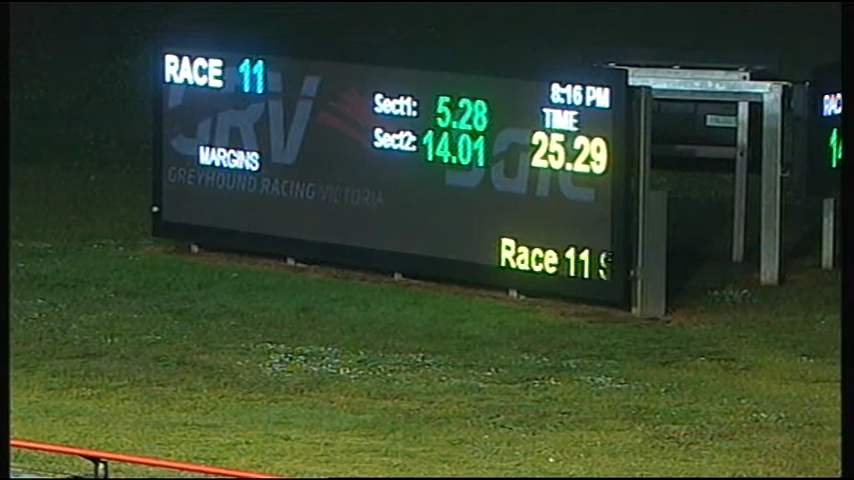 RACE 11
8:16 PM
Sect1: 5.28
TIME
Sect2: 14.01
25.29
GRV
MARGINS
GREYHOUND RACING VICTORIA
Race 11 S